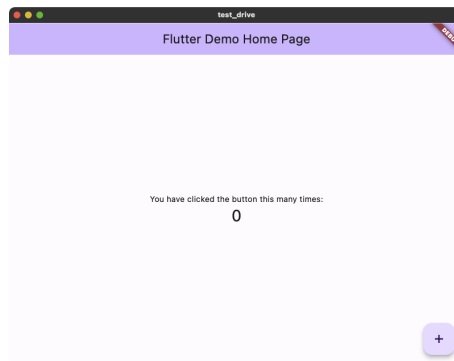 test_drive
Flutter Demo Home Page
You have clicked the button this many times:
0
+